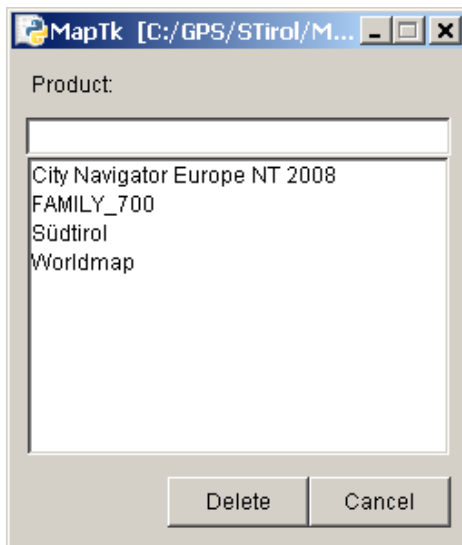 MapTk [C:/GPS/STirol/M...
Product:
City Navigator Europe NT 2008
FAMILY_700
Südtirol
Worldmap
Delete
Cancel